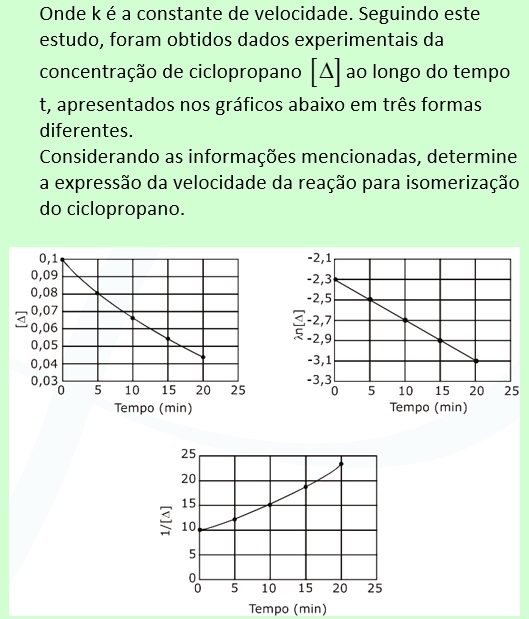 Onde k é a constante de velocidade. Seguindo este
estudo, foram obtidos dados experimentais da
concentração de ciclopropano [Δ] ao longo do tempo
t, apresentados nos gráficos abaixo em três formas
diferentes.
Considerando as informações mencionadas, determine
a expressão da velocidade da reação para isomerização
do ciclopropano.
[Δ]
0,1
0,09
0,08
0,07
0,06
0,05
0,04
0,03
0 5 10 15 20 25
Tempo (min)
λn[Δ]
-2,1
-2,3
-2,5
-2,7
-2,9
-3,1
-3,3
0 5 10 15 20 25
Tempo (min)
1/[Δ]
25
20
15
10
5
0
0 5 10 15 20 25
Tempo (min)